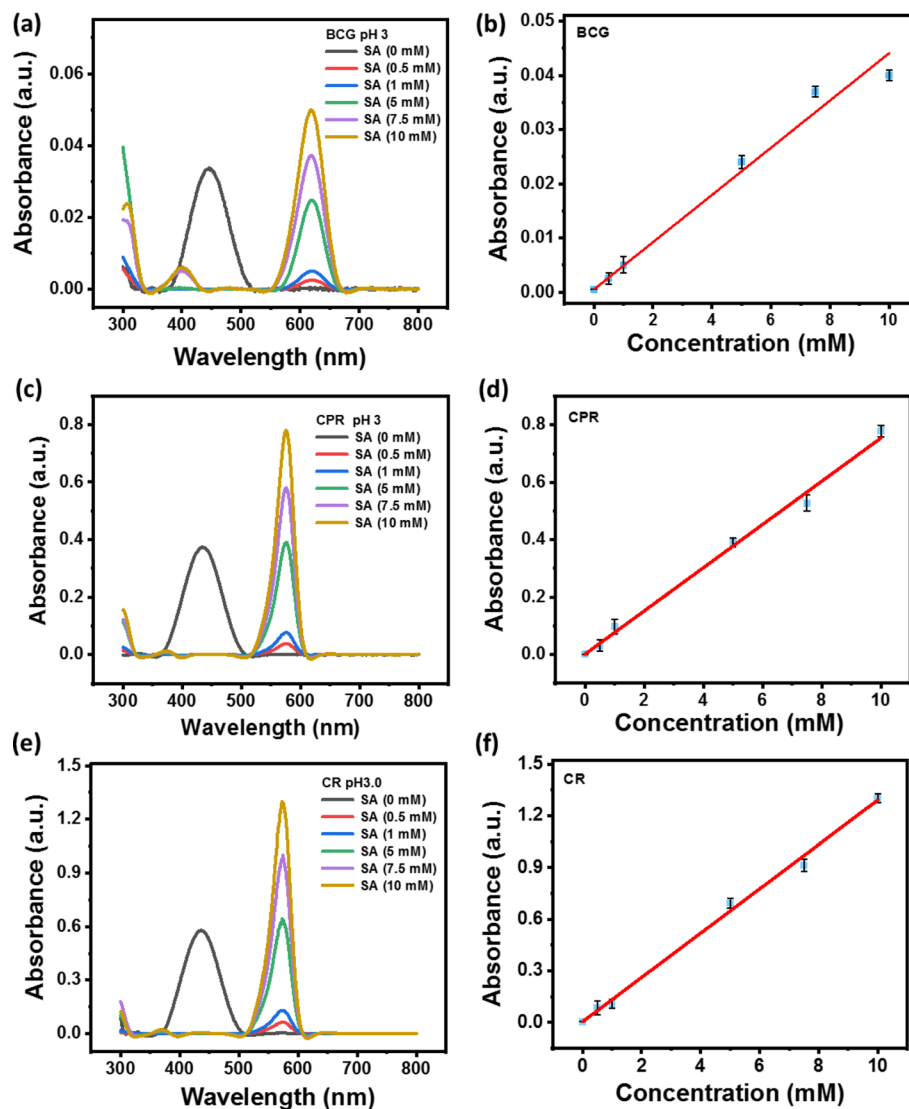 (a)
BCG pH 3
SA (0 mM)
SA (0.5 mM)
SA (1 mM)
SA (5 mM)
SA (7.5 mM)
SA (10 mM)
Absorbance (a.u.)
0.06
0.04
0.02
0.00
300 400 500 600 700 800
Wavelength (nm)
(b)
BCG
Absorbance (a.u.)
0.05
0.04
0.03
0.02
0.01
0.00
0 2 4 6 8 10
Concentration (mM)
(c)
CPR pH 3
SA (0 mM)
SA (0.5 mM)
SA (1 mM)
SA (5 mM)
SA (7.5 mM)
SA (10 mM)
Absorbance (a.u.)
0.8
0.6
0.4
0.2
0.0
300 400 500 600 700 800
Wavelength (nm)
(d)
CPR
Absorbance (a.u.)
0.8
0.6
0.4
0.2
0.0
0 2 4 6 8 10
Concentration (mM)
(e)
CR pH3.0
SA (0 mM)
SA (0.5 mM)
SA (1 mM)
SA (5 mM)
SA (7.5 mM)
SA (10 mM)
Absorbance (a.u.)
1.5
1.2
0.9
0.6
0.3
0.0
300 400 500 600 700 800
Wavelength (nm)
(f)
CR
Absorbance (a.u.)
1.5
1.2
0.9
0.6
0.3
0.0
0 2 4 6 8 10
Concentration (mM)